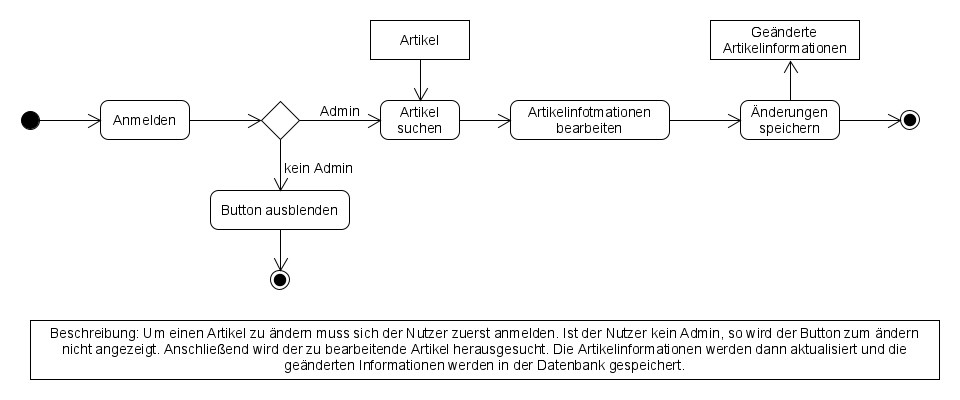 Artikel
Geänderte
Artikelinformationen
Anmelden
Admin
Artikel
suchen
Artikelinfotmationen
bearbeiten
Änderungen
speichern
kein Admin
Button ausblenden
Beschreibung: Um einen Artikel zu ändern muss sich der Nutzer zuerst anmelden. Ist der Nutzer kein Admin, so wird der Button zum ändern
nicht angezeigt. Anschließend wird der zu bearbeitende Artikel herausgesucht. Die Artikelinformationen werden dann aktualisiert und die
geänderten Informationen werden in der Datenbank gespeichert.